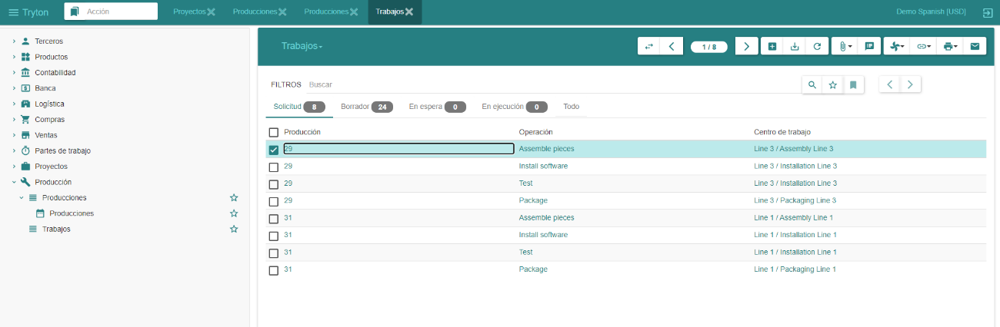 Tryton Acción Proyectos Producciones Producciones Trabajos Demo Spanish [USD]
Terceros
Productos
Contabilidad
Banca
Logística
Compras
Ventas
Partes de trabajo
Proyectos
Producción
Producciones
Producciones
Trabajos
Trabajos 1 / 8
FILTROS Buscar
Solicitud 8 Borrador 24 En espera 0 En ejecución 0 Todo
Producción Operación Centro de trabajo
29 Assemble pieces Line 3 / Assembly Line 3
29 Install software Line 3 / Installation Line 3
29 Test Line 3 / Installation Line 3
29 Package Line 3 / Packaging Line 3
31 Assemble pieces Line 1 / Assembly Line 1
31 Install software Line 1 / Installation Line 1
31 Test Line 1 / Installation Line 1
31 Package Line 1 / Packaging Line 1